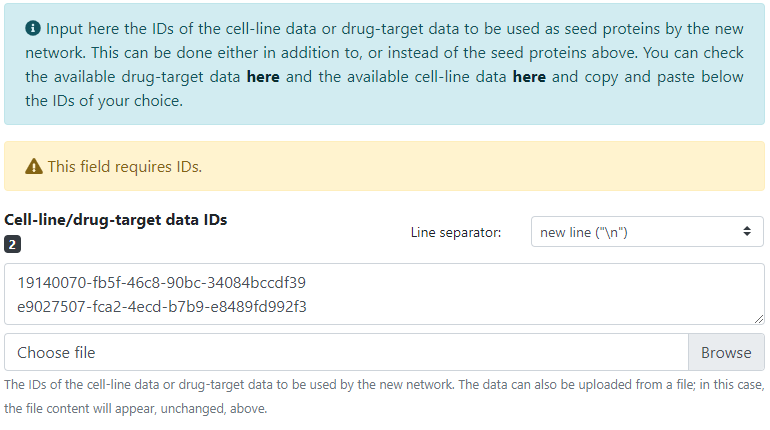 Input here the IDs of the cell-line data or drug-target data to be used as seed proteins by the new
network. This can be done either in addition to, or instead of the seed proteins above. You can check
the available drug-target data here and the available cell-line data here and copy and paste below
the IDs of your choice.
This field requires IDs.
Cell-line/drug-target data IDs
2
Line separator:
new line ("\n")
19140070-fb5f-46c8-90bc-34084bccdf39
e9027507-fca2-4ecd-b7b9-e8489fd992f3
Choose file
Browse
The IDs of the cell-line data or drug-target data to be used by the new network. The data can also be uploaded from a file; in this case,
the file content will appear, unchanged, above.